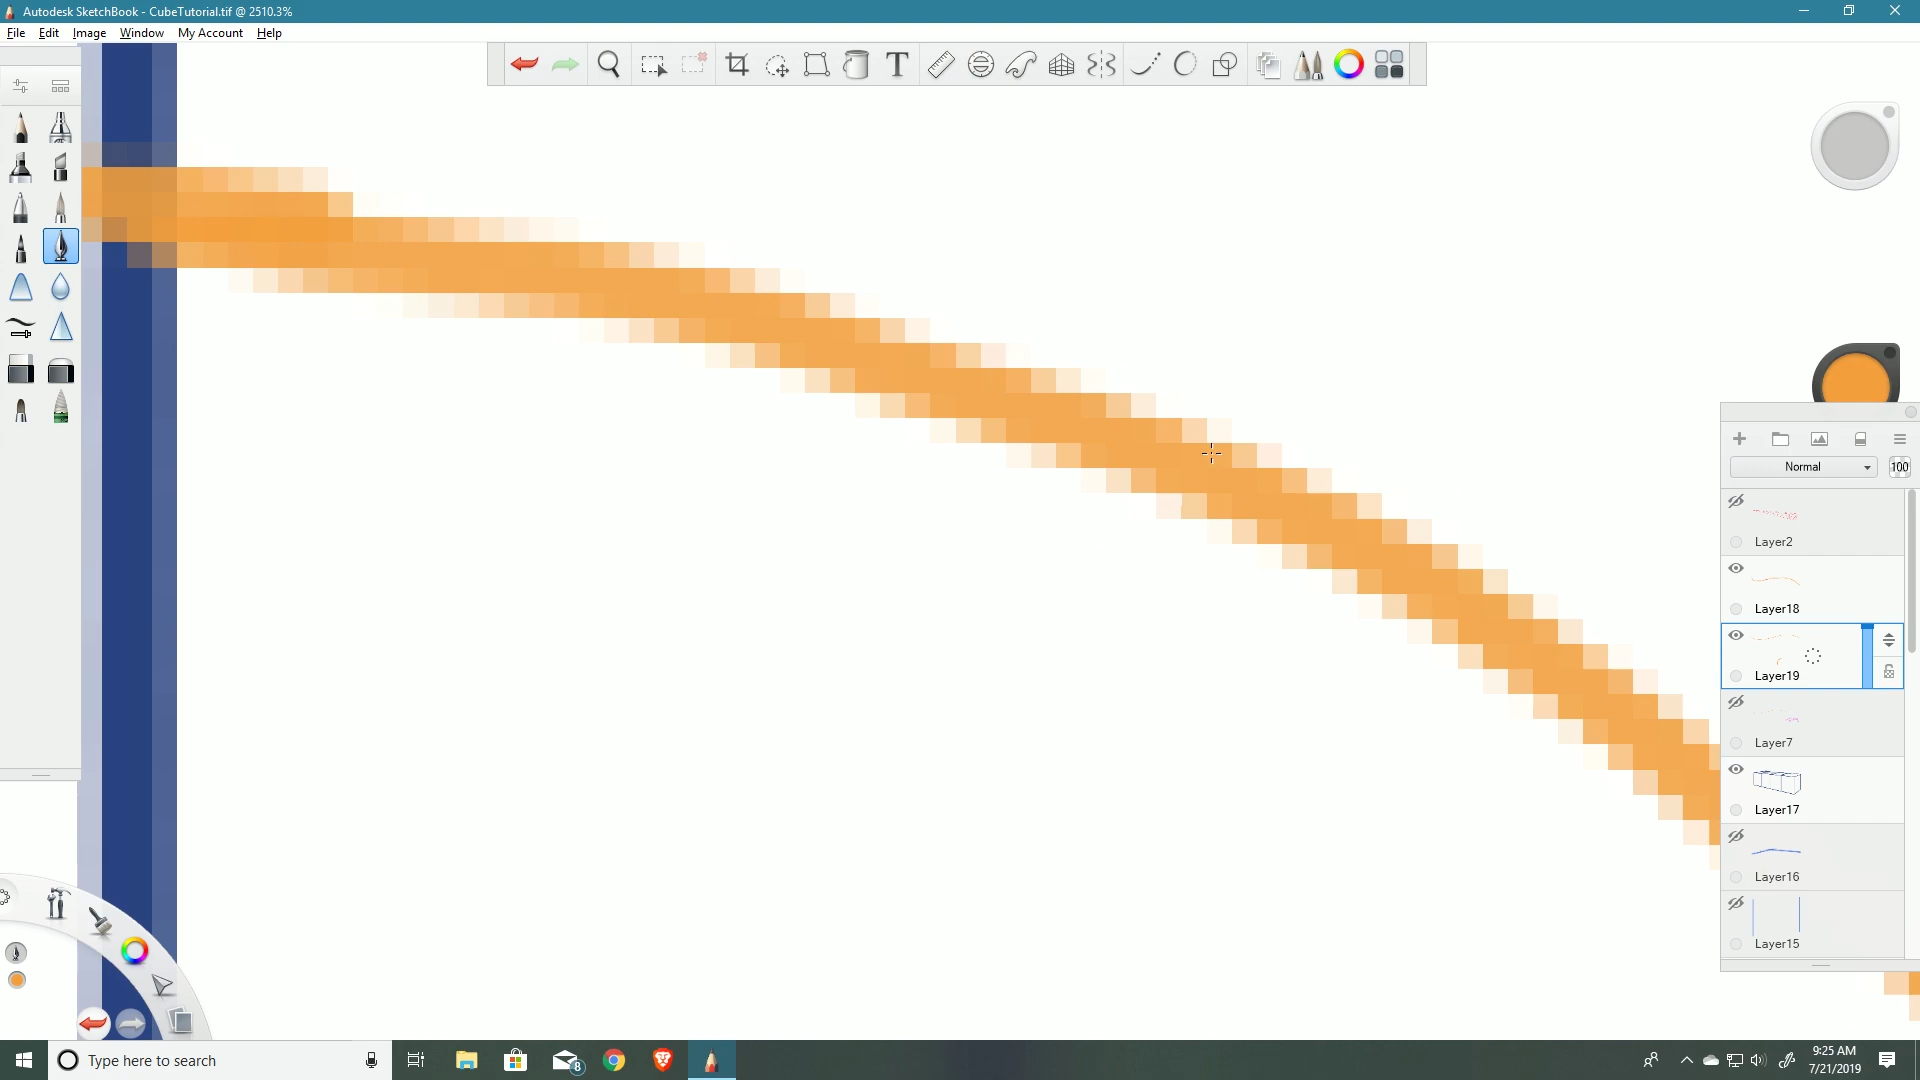 Autodesk SketchBook - CubeTutorial.tif @ 2510.3%
File Edit Image Window My Account Help
T
Normal 100
Layer2
Layer18
Layer19
Layer7
Layer17
Layer16
Layer15
Type here to search
8
9:25 AM
7/21/2019